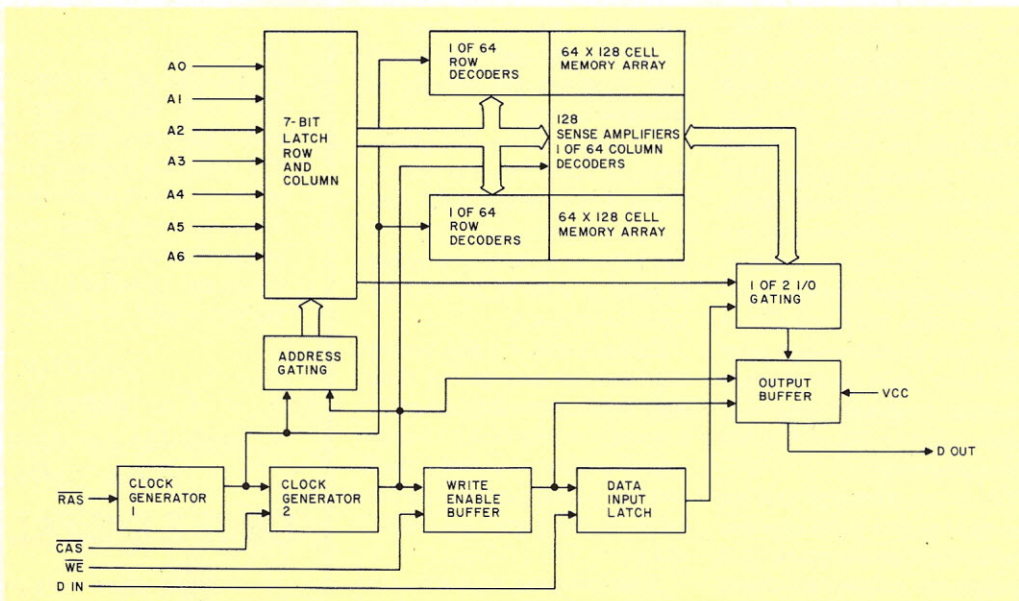 A0
A1
A2
A3
A4
A5
A6
7-BIT
LATCH
ROW
AND
COLUMN
1 OF 64
ROW
DECODERS
64 X 128 CELL
MEMORY ARRAY
128
SENSE AMPLIFIERS
1 OF 64 COLUMN
DECODERS
1 OF 64
ROW
DECODERS
64 X 128 CELL
MEMORY ARRAY
1 OF 2 I/O
GATING
ADDRESS
GATING
OUTPUT
BUFFER
VCC
D OUT
RAS
CLOCK
GENERATOR
1
CLOCK
GENERATOR
2
WRITE
ENABLE
BUFFER
DATA
INPUT
LATCH
CAS
WE
D IN